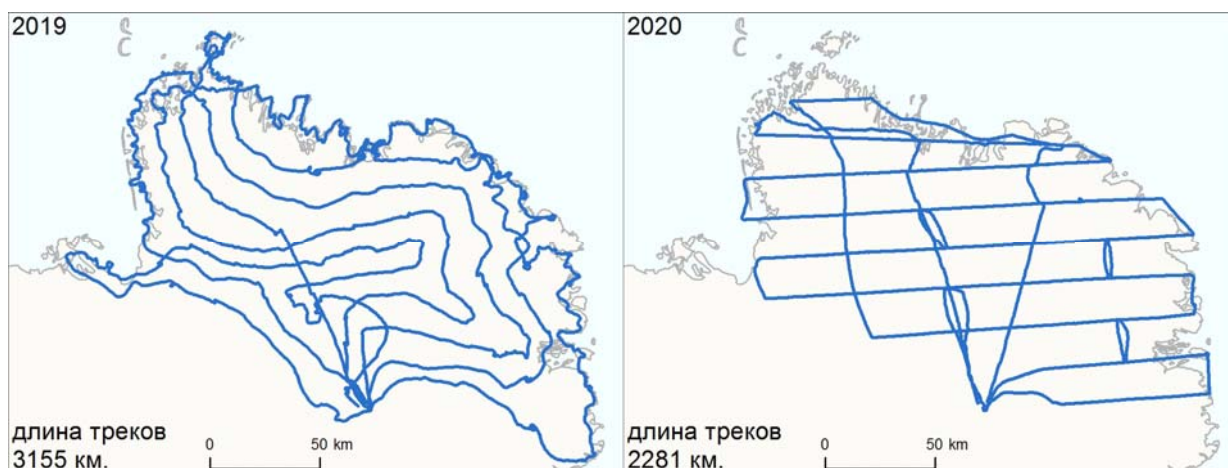 2019
длина треков
3155 км.
0 50 km
2020
длина треков
2281 км.
0 50 km